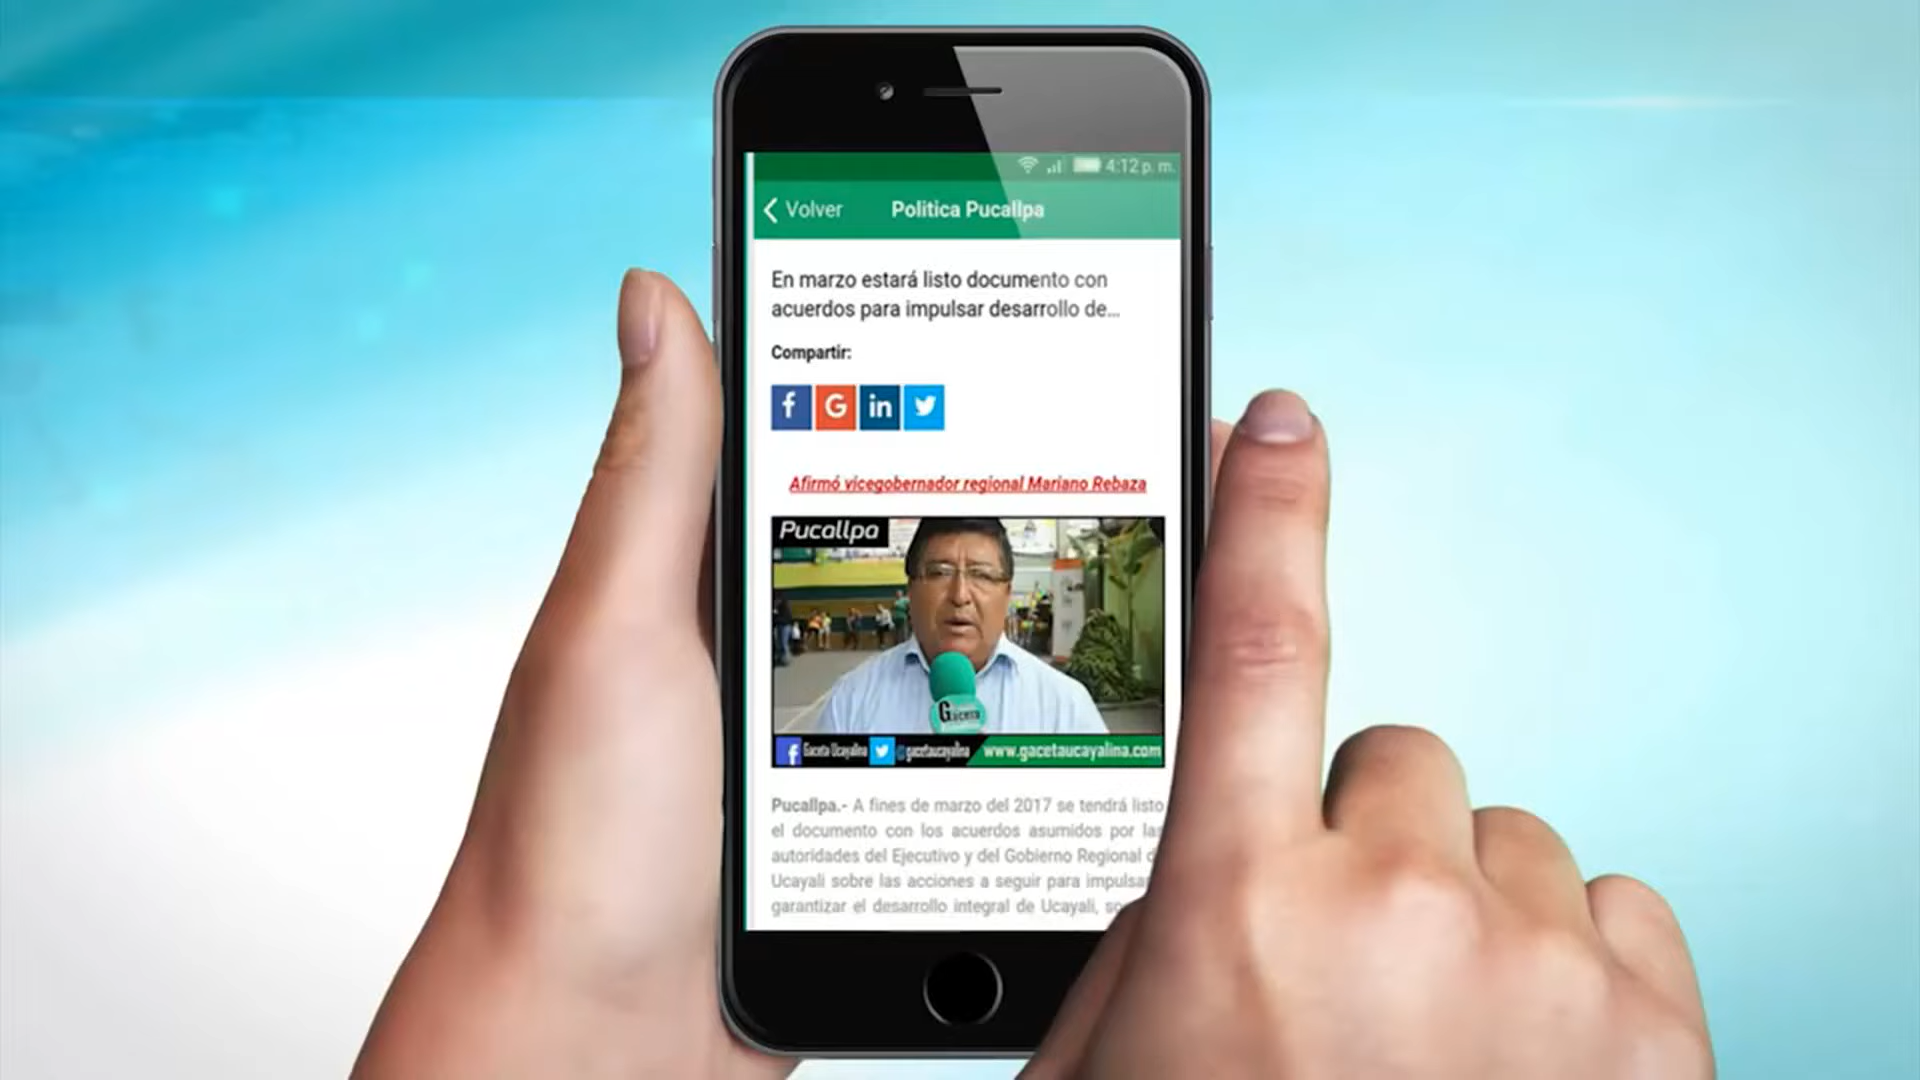 4:12 p. m.
Volver
Politica Pucallpa
En marzo estará listo documento con
acuerdos para impulsar desarrollo de...
Compartir:
f G in
Afirmó vicegobernador regional Mariano Rebaza
Pucallpa
Gaceta
f Gaceta Ucayalina @gacetaucayalina www.gacetaucayalina.com
Pucallpa.- A fines de marzo del 2017 se tendrá listo
el documento con los acuerdos asumidos por las
autoridades del Ejecutivo y del Gobierno Regional
Ucayali sobre las acciones a seguir para impulsar
garantizar el desarrollo integral de Ucayali,